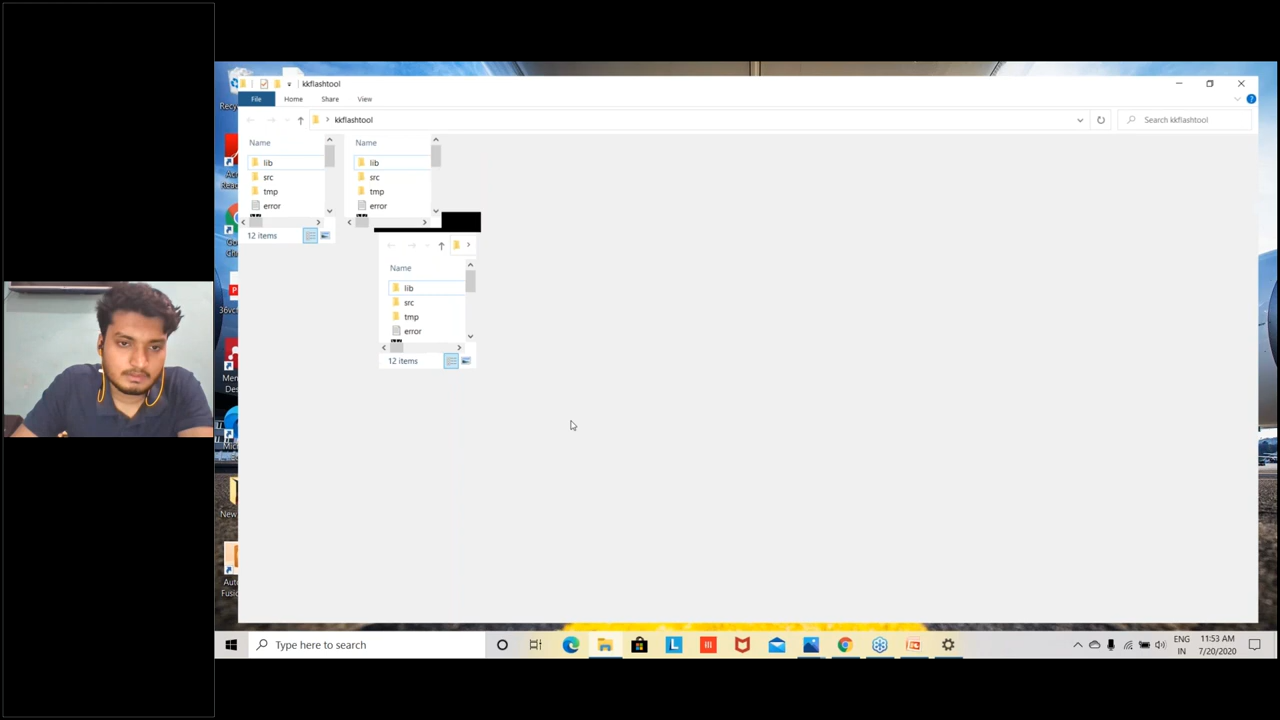 kkflashtool
File Home Share View
kkflashtool
Search kkflashtool
Name
lib
src
tmp
error
12 items
Name
lib
src
tmp
error
Name
lib
src
tmp
error
12 items
Type here to search
ENG
IN
11:53 AM
7/20/2020